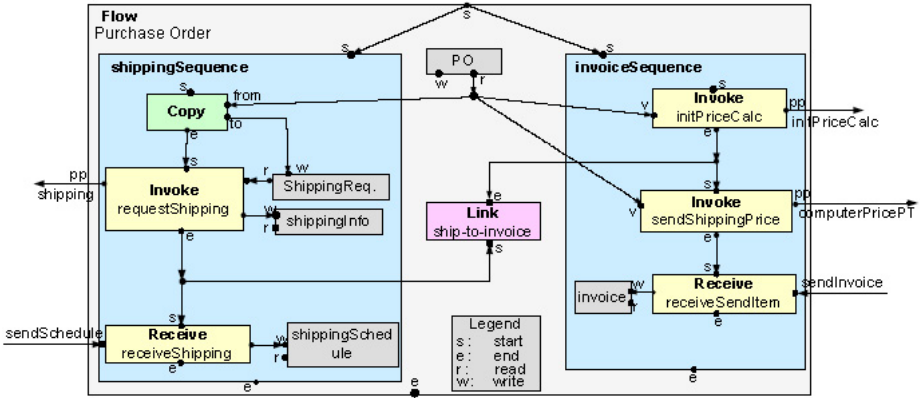 Flow
Purchase Order
s
s
s
shippingSequence
PO
w
r
invoiceSequence
s
from
Copy
to
e
s
Invoke
initPriceCalc
v
pp
initPriceCalc
e
s
w
r
ShippingReq.
pp
shipping
Invoke
requestShipping
w
r
shippingInfo
e
e
Link
ship-to-invoice
s
s
Invoke
sendShippingPrice
v
pp
computerPricePT
e
s
Receive
receiveSendItem
sendInvoice
w
r
invoice
e
sendSchedule
s
Receive
receiveShipping
e
w
r
shippingSched
ule
Legend
s : start
e : end
r : read
w : write
e
e
e